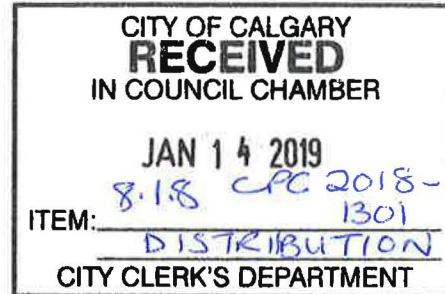 CITY OF CALGARY
RECEIVED
IN COUNCIL CHAMBER
JAN 14 2019
8.1.8 CPC 2018-
ITEM: 1301
DISTRIBUTION
CITY CLERK'S DEPARTMENT